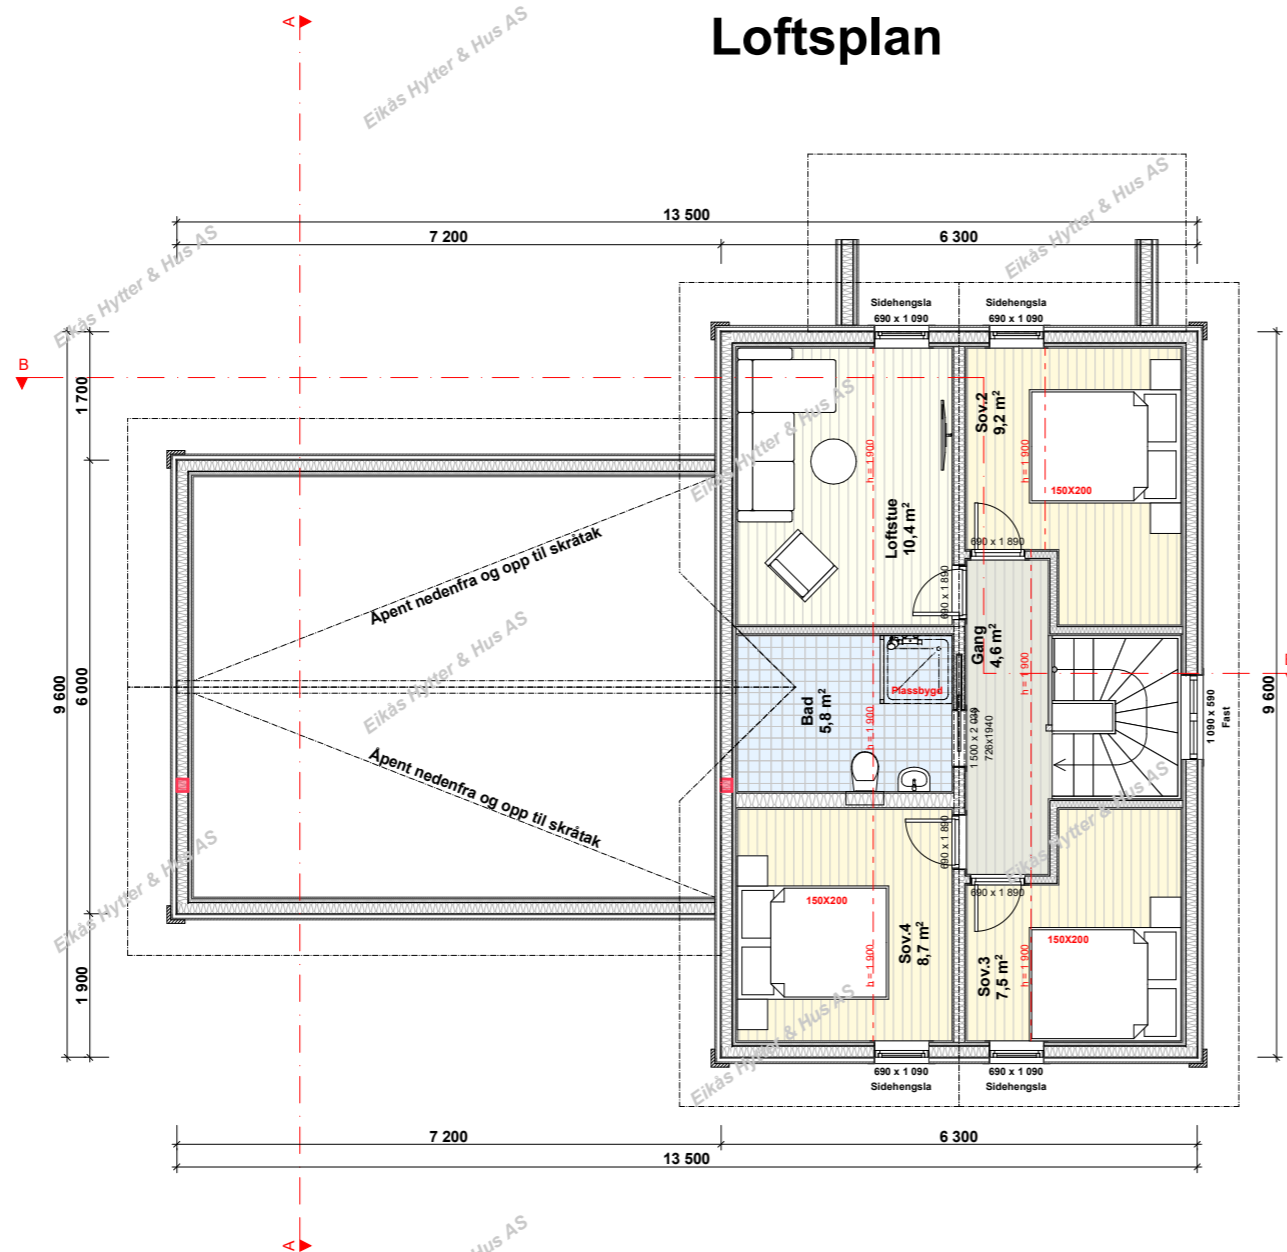 Loftsplan
A
Eikås Hytter & Hus AS
Eikås Hytter & Hus AS
13 500
7 200
6 300
Eikås Hytter & Hus AS
Sidehengsla
690 x 1 090
Sidehengsla
690 x 1 090
B
1 700
9 600
6 000
1 900
9 600
Eikås Hytter & Hus AS
Loftstue
10,4 m²
h = 1 900
Sov.2
9,2 m²
h = 1 900
150X200
690 x 1 890
690 x 1 890
Åpent nedenfra og opp til skråtak
Eikås Hytter & Hus AS
Åpent nedenfra og opp til skråtak
Gang
4,6 m²
h = 1 900
Bad
5,8 m²
Plassbygd
h = 1 900
1 500 x 2 039
726x1940
1 090 x 590
Fast
Eikås Hytter & Hus AS
Eikås Hytter & Hus AS
690 x 1 890
690 x 1 890
150X200
Sov.4
8,7 m²
h = 1 900
Sov.3
7,5 m²
h = 1 900
150X200
Eikås Hytter & Hus AS
690 x 1 090
Sidehengsla
690 x 1 090
Sidehengsla
7 200
6 300
13 500
A
Hus AS